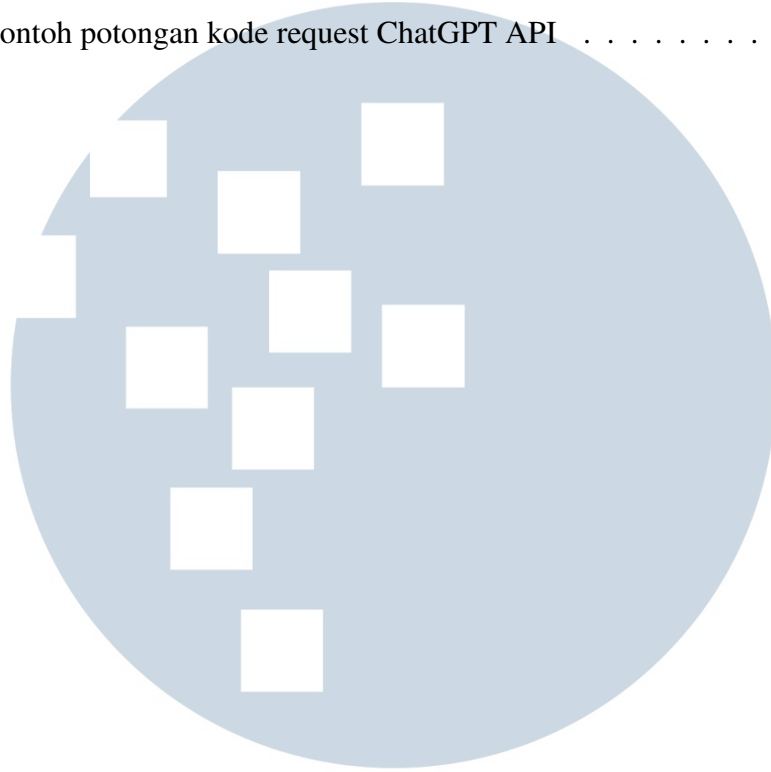 ontoh potongan kode request ChatGPT API . . . . . . . .